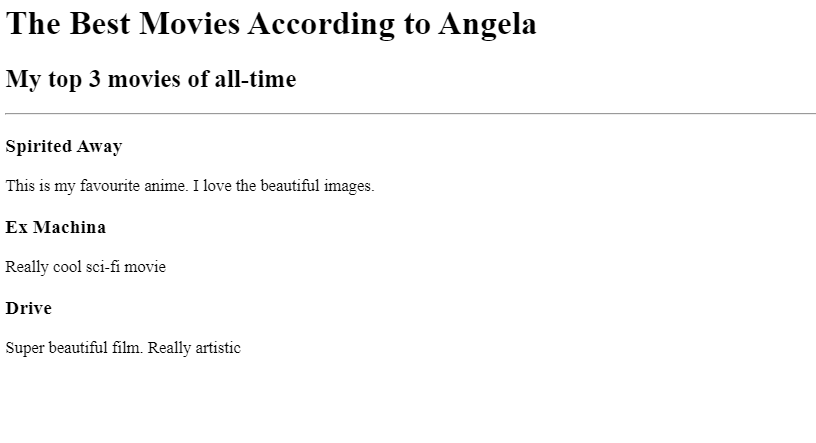 The Best Movies According to Angela
My top 3 movies of all-time
Spirited Away
This is my favourite anime. I love the beautiful images.
Ex Machina
Really cool sci-fi movie
Drive
Super beautiful film. Really artistic